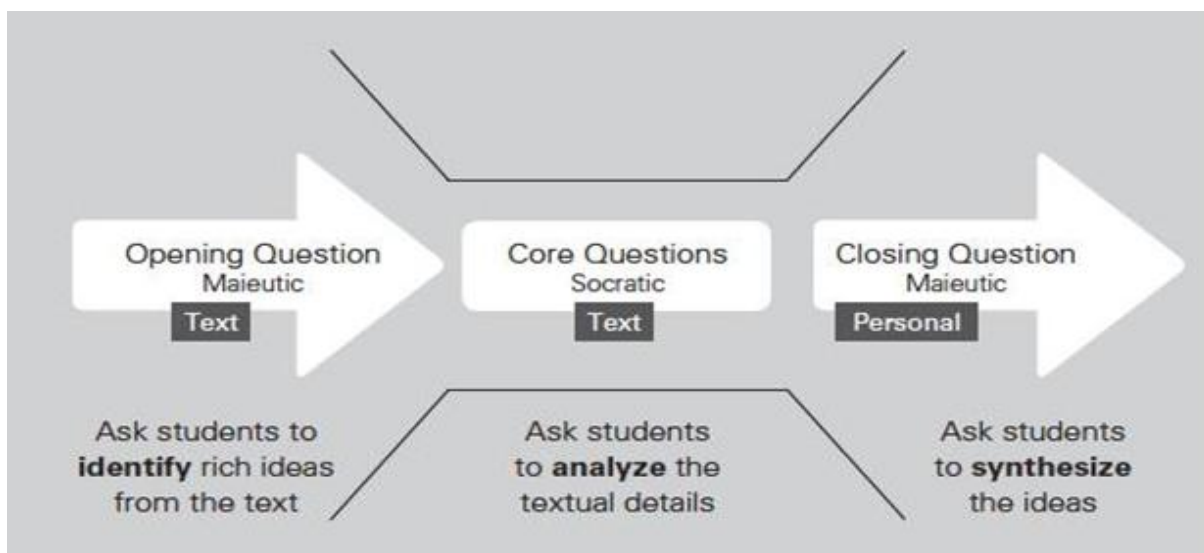 Opening Question
Maieutic
Text
Ask students to
identify rich ideas
from the text
Core Questions
Socratic
Text
Ask students
to analyze the
textual details
Closing Question
Maieutic
Personal
Ask students
to synthesize
the ideas